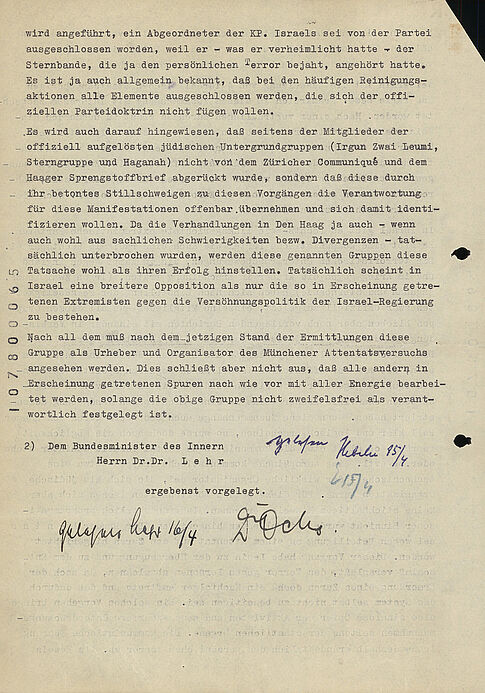 wird angeführt, ein Abgeordneter der KP. Israels sei von der Partei
ausgeschlossen worden, weil er - was er verheimlicht hatte - der
Sternbande, die ja den persönlichen Terror bejaht, angehört hatte.
Es ist ja auch allgemein bekannt, daß bei den häufigen Reinigungs-
aktionen alle Elemente ausgeschlossen werden, die sich der offi-
ziellen Parteidoktrin nicht fügen wollen.
Es wird auch darauf hingewiesen, daß seitens der Mitglieder der
offiziell aufgelösten jüdischen Untergrundgruppen (Irgun Zwai Leumi,
Sterngruppe und Haganah) nicht von dem Züricher Communiqué und dem
Haager Sprengstoffbrief abgerückt wurde, sondern daß diese durch
ihr betontes Stillschweigen zu diesen Vorgängen die Verantwortung
für diese Manifestationen offenbar übernehmen und sich damit identi-
fizieren wollen. Da die Verhandlungen in Den Haag ja auch - wenn
auch wohl aus sachlichen Schwierigkeiten bezw. Divergenzen - tat-
sächlich unterbrochen wurden, werden diese genannten Gruppen diese
Tatsache wohl als ihren Erfolg hinstellen. Tatsächlich scheint in
Israel eine breitere Opposition als nur die so in Erscheinung getre-
tenen Extremisten gegen die Versöhnungspolitik der Israel-Regierung
zu bestehen.
Nach all dem muß nach dem jetzigen Stand der Ermittlungen diese
Gruppe als Urheber und Organisator des Münchener Attentatsversuchs
angesehen werden. Dies schließt aber nicht aus, daß alle andern in
Erscheinung getretenen Spuren nach wie vor mit aller Energie bearbei-
tet werden, solange die obige Gruppe nicht zweifelsfrei als verant-
wortlich festgelegt ist.
2) Dem Bundesminister des Innern
Herrn Dr.Dr. L e h r
ergebenst vorgelegt.
gelesen
15/4
gelesen Lehr 16/4
107800065